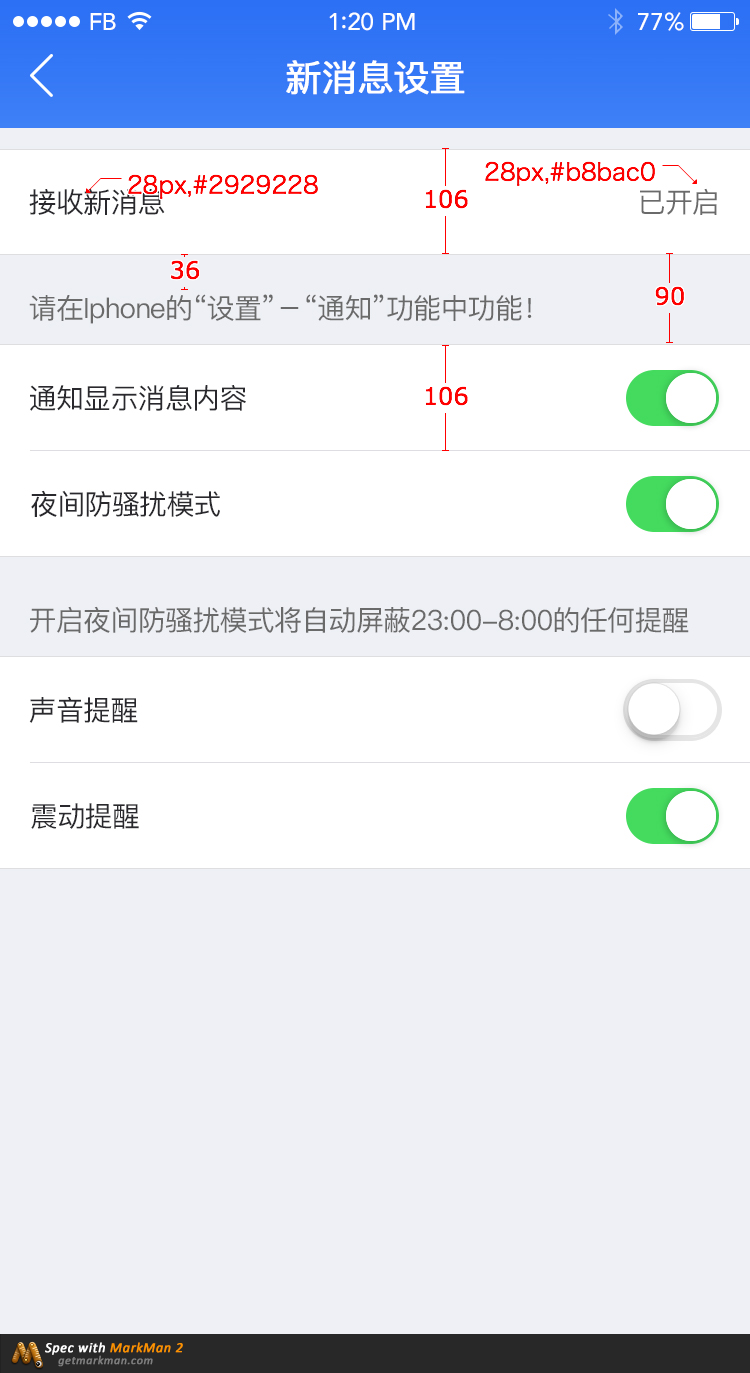 FB 1:20 PM 77%
新消息设置
28px,#2929228
28px,#b8bac0
接收新消息
106
已开启
36
90
请在Iphone的“设置”－“通知”功能中功能！
通知显示消息内容
106
夜间防骚扰模式
开启夜间防骚扰模式将自动屏蔽23:00-8:00的任何提醒
声音提醒
震动提醒
Spec with MarkMan 2
getmarkman.com